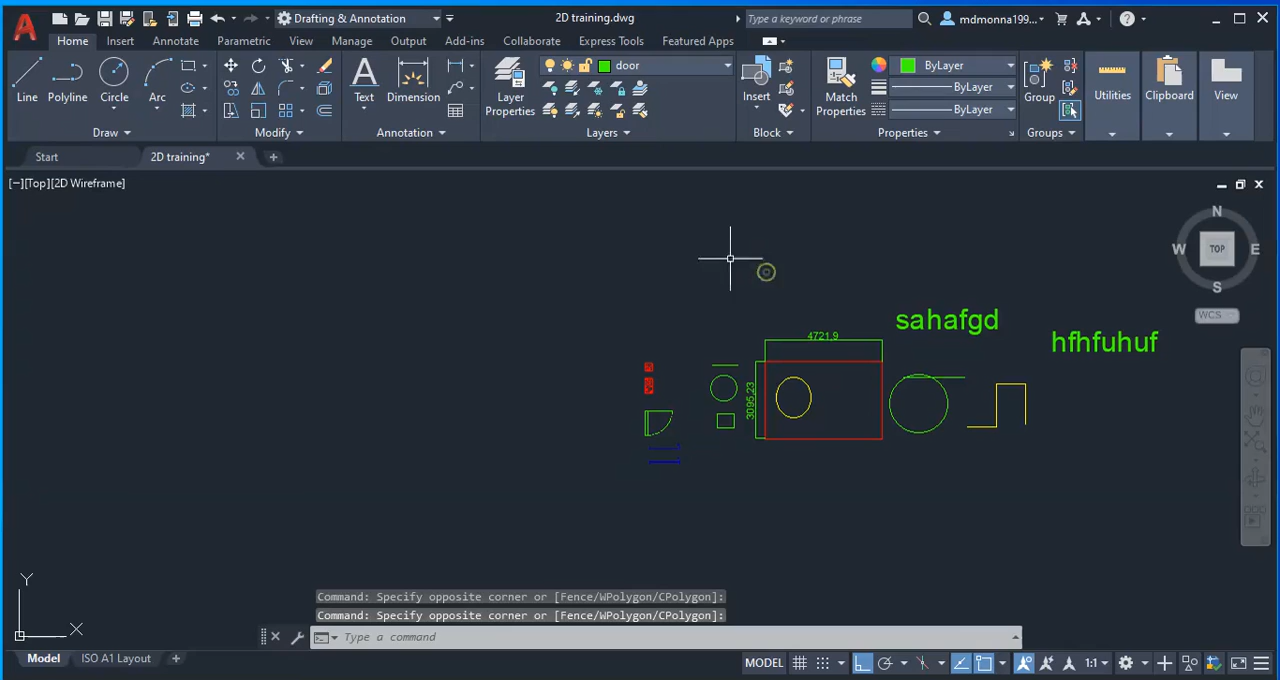 Drafting & Annotation
2D training.dwg
Type a keyword or phrase
mdmonna199...
Home Insert Annotate Parametric View Manage Output Add-ins Collaborate Express Tools Featured Apps
door
ByLayer
ByLayer
ByLayer
Line Polyline Circle Arc Text Dimension Layer Properties Insert Match Properties Group Utilities Clipboard View
Draw Modify Annotation Layers Block Properties Groups
Start 2D training*
[−][Top][2D Wireframe]
N
W TOP E
S
WCS
sahafgd
hfhfuhuf
4721,9
3095,23
Y
X
Command: Specify opposite corner or [Fence/WPolygon/CPolygon]:
Command: Specify opposite corner or [Fence/WPolygon/CPolygon]:
Type a command
Model ISO A1 Layout MODEL 1:1